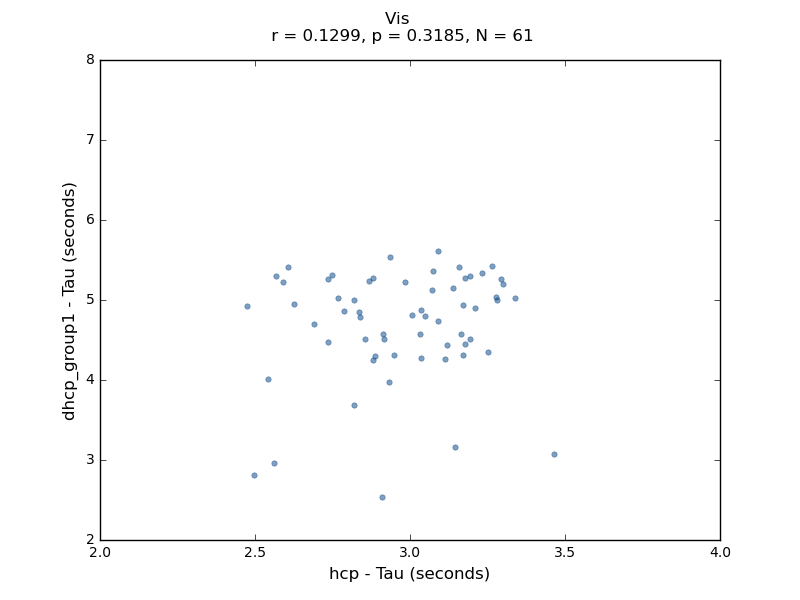 Vis
r = 0.1299, p = 0.3185, N = 61
8
7
6
5
4
3
2
dhcp_group1 - Tau (seconds)
2.0 2.5 3.0 3.5 4.0
hcp - Tau (seconds)